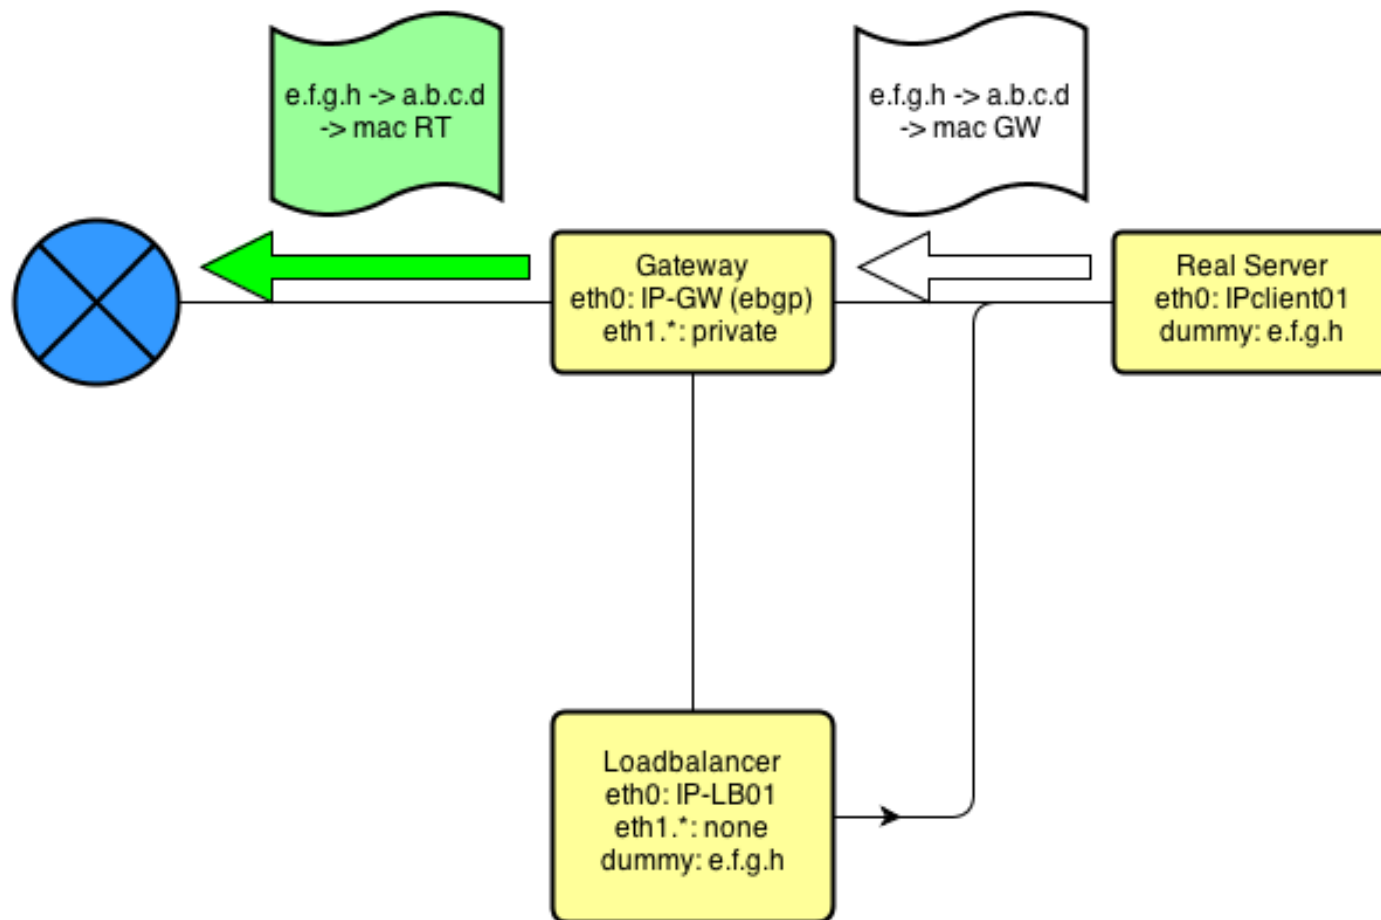 e.f.g.h -> a.b.c.d
-> mac RT
e.f.g.h -> a.b.c.d
-> mac GW
Gateway
eth0: IP-GW (ebgp)
eth1.*: private
Real Server
eth0: IPclient01
dummy: e.f.g.h
Loadbalancer
eth0: IP-LB01
eth1.*: none
dummy: e.f.g.h